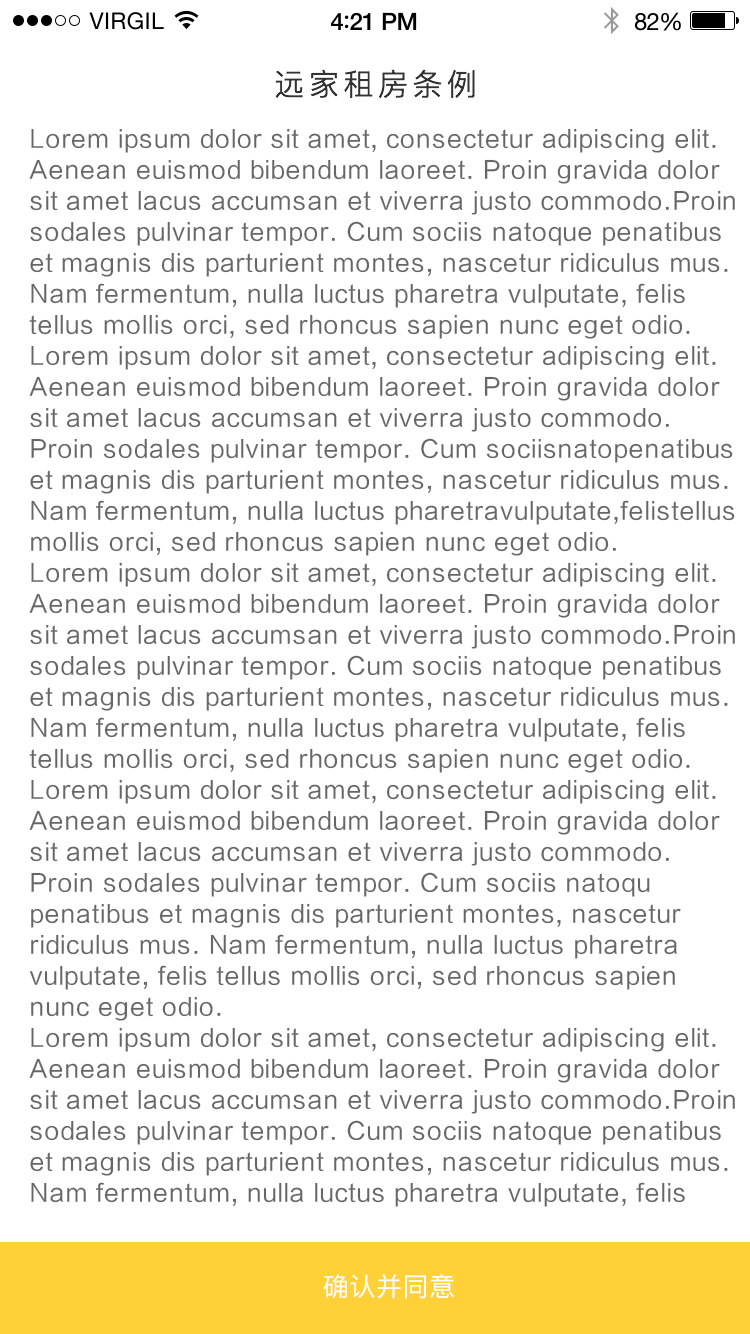 VIRGIL 4:21 PM 82%
远家租房条例
Lorem ipsum dolor sit amet, consectetur adipiscing elit.
Aenean euismod bibendum laoreet. Proin gravida dolor
sit amet lacus accumsan et viverra justo commodo.Proin
sodales pulvinar tempor. Cum sociis natoque penatibus
et magnis dis parturient montes, nascetur ridiculus mus.
Nam fermentum, nulla luctus pharetra vulputate, felis
tellus mollis orci, sed rhoncus sapien nunc eget odio.
Lorem ipsum dolor sit amet, consectetur adipiscing elit.
Aenean euismod bibendum laoreet. Proin gravida dolor
sit amet lacus accumsan et viverra justo commodo.
Proin sodales pulvinar tempor. Cum sociisnatopenatibus
et magnis dis parturient montes, nascetur ridiculus mus.
Nam fermentum, nulla luctus pharetravulputate,felistellus
mollis orci, sed rhoncus sapien nunc eget odio.
Lorem ipsum dolor sit amet, consectetur adipiscing elit.
Aenean euismod bibendum laoreet. Proin gravida dolor
sit amet lacus accumsan et viverra justo commodo.Proin
sodales pulvinar tempor. Cum sociis natoque penatibus
et magnis dis parturient montes, nascetur ridiculus mus.
Nam fermentum, nulla luctus pharetra vulputate, felis
tellus mollis orci, sed rhoncus sapien nunc eget odio.
Lorem ipsum dolor sit amet, consectetur adipiscing elit.
Aenean euismod bibendum laoreet. Proin gravida dolor
sit amet lacus accumsan et viverra justo commodo.
Proin sodales pulvinar tempor. Cum sociis natoqu
penatibus et magnis dis parturient montes, nascetur
ridiculus mus. Nam fermentum, nulla luctus pharetra
vulputate, felis tellus mollis orci, sed rhoncus sapien
nunc eget odio.
Lorem ipsum dolor sit amet, consectetur adipiscing elit.
Aenean euismod bibendum laoreet. Proin gravida dolor
sit amet lacus accumsan et viverra justo commodo.Proin
sodales pulvinar tempor. Cum sociis natoque penatibus
et magnis dis parturient montes, nascetur ridiculus mus.
Nam fermentum, nulla luctus pharetra vulputate, felis
确认并同意